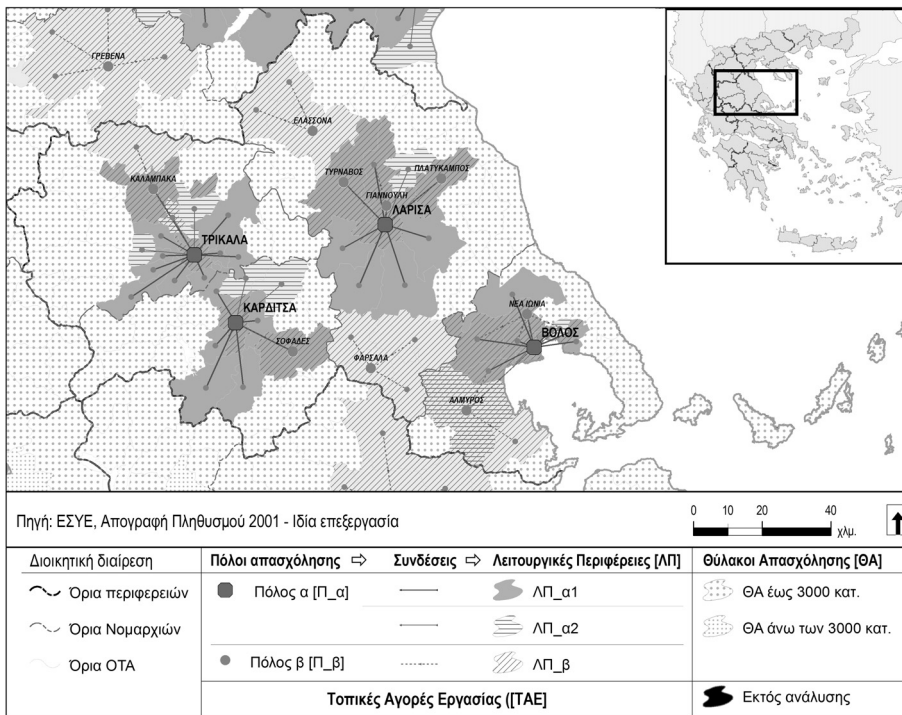 ΓΡΕΒΕΝΑ
ΕΛΑΣΣΟΝΑ
ΚΑΛΑΜΠΑΚΑ
ΤΥΡΝΑΒΟΣ
ΠΛΑΤΥΚΑΜΠΟΣ
ΓΙΑΝΝΟΥΛΗ
ΛΑΡΙΣΑ
ΤΡΙΚΑΛΑ
ΚΑΡΔΙΤΣΑ
ΝΕΑ ΙΩΝΙΑ
ΒΟΛΟΣ
ΣΟΦΑΔΕΣ
ΦΑΡΣΑΛΑ
ΑΛΜΥΡΟΣ
Πηγή: ΕΣΥΕ, Απογραφή Πληθυσμού 2001 - Ιδία επεξεργασία
0 10 20 40
χλμ.
Διοικητική διαίρεση
Όρια περιφερειών
Όρια Νομαρχιών
Όρια ΟΤΑ
Πόλοι απασχόλησης ⇨ Συνδέσεις ⇨ Λειτουργικές Περιφέρειες [ΛΠ]
Πόλος α [Π_α]
ΛΠ_α1
ΛΠ_α2
Πόλος β [Π_β]
ΛΠ_β
Τοπικές Αγορές Εργασίας ([ΤΑΕ]
Θύλακοι Απασχόλησης [ΘΑ]
ΘΑ έως 3000 κατ.
ΘΑ άνω των 3000 κατ.
Εκτός ανάλυσης